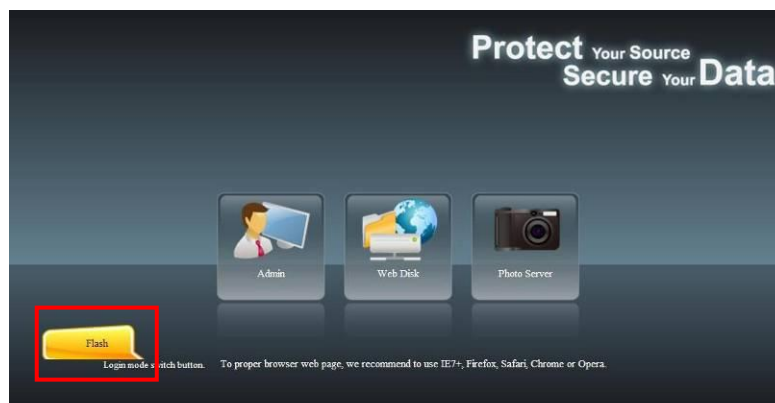 Protect Your Source
Secure Your Data
Admin
Web Disk
Photo Server
Flash
Login mode switch button.
To proper browser web page, we recommend to use IE7+, Firefox, Safari, Chrome or Opera.